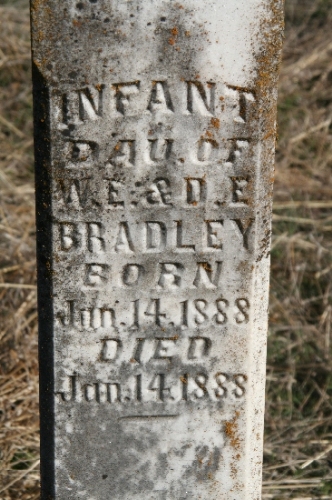 INFANT
DAU. OF
W.E. & D.E
BRADLEY
BORN
Jan. 14. 1888
DIED
Jan. 14. 1888